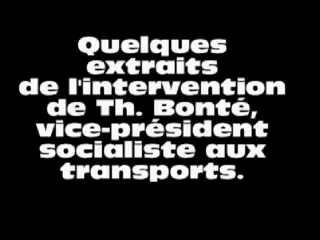 Quelques
extraits
de l'intervention
de Th. Bonté,
vice-président
socialiste aux
transports.